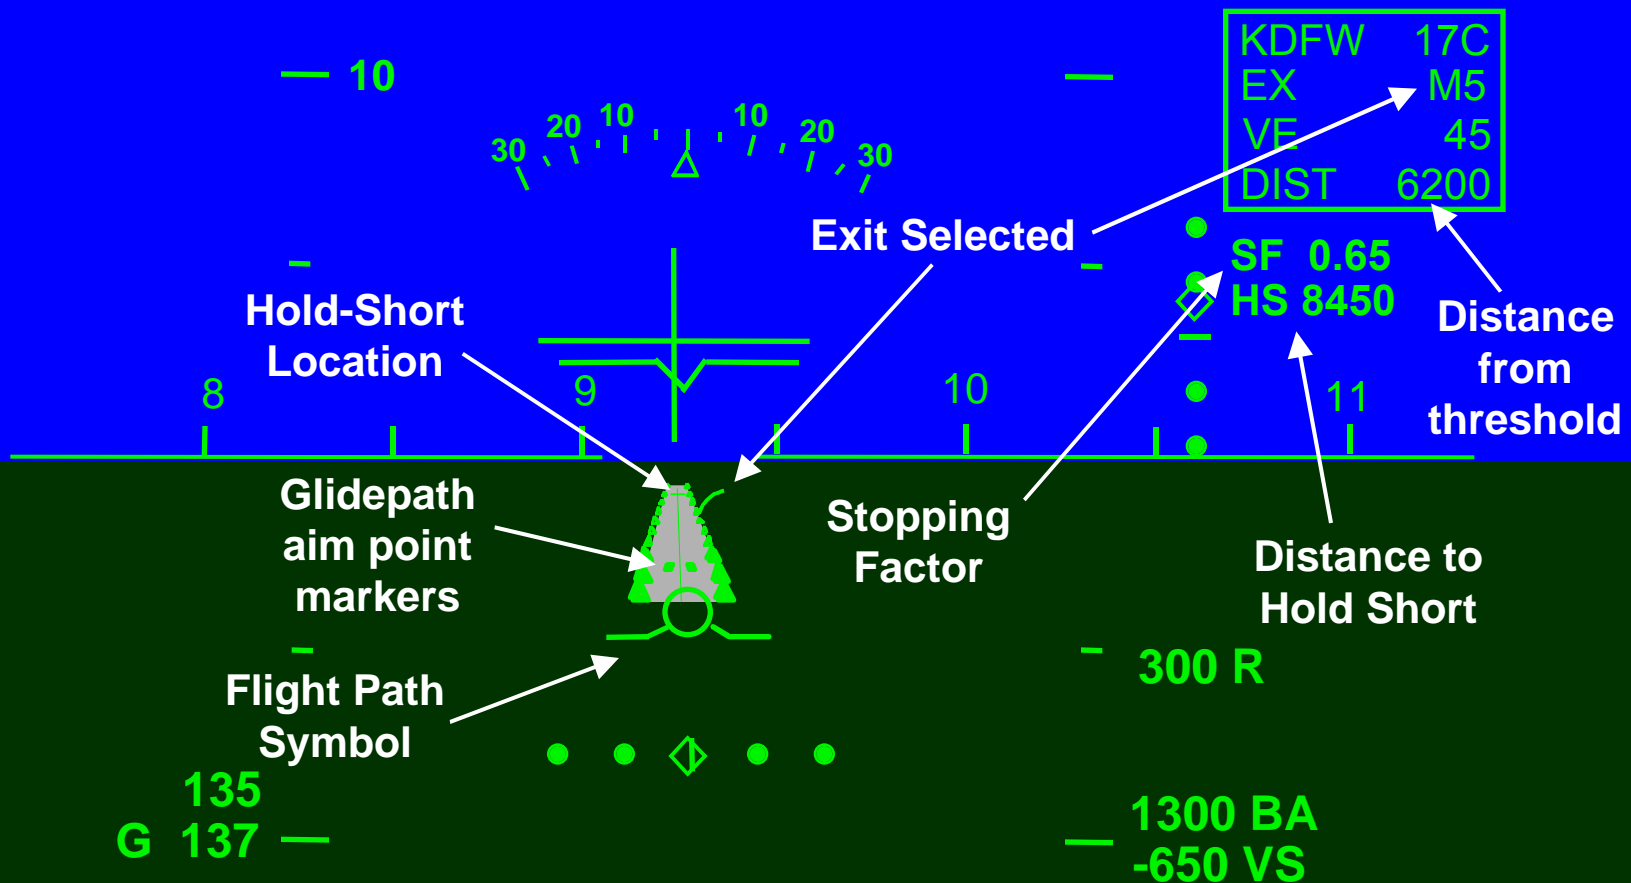 KDFW 17C
EX M5
VE 45
DIST 6200
10
30 20 10 10 20 30
Exit Selected
SF 0.65
HS 8450
Hold-Short
Location
Distance
from
threshold
8 9 10 11
Glidepath
aim point
markers
Stopping
Factor
Distance to
Hold Short
Flight Path
Symbol
300 R
135
G 137
1300 BA
-650 VS